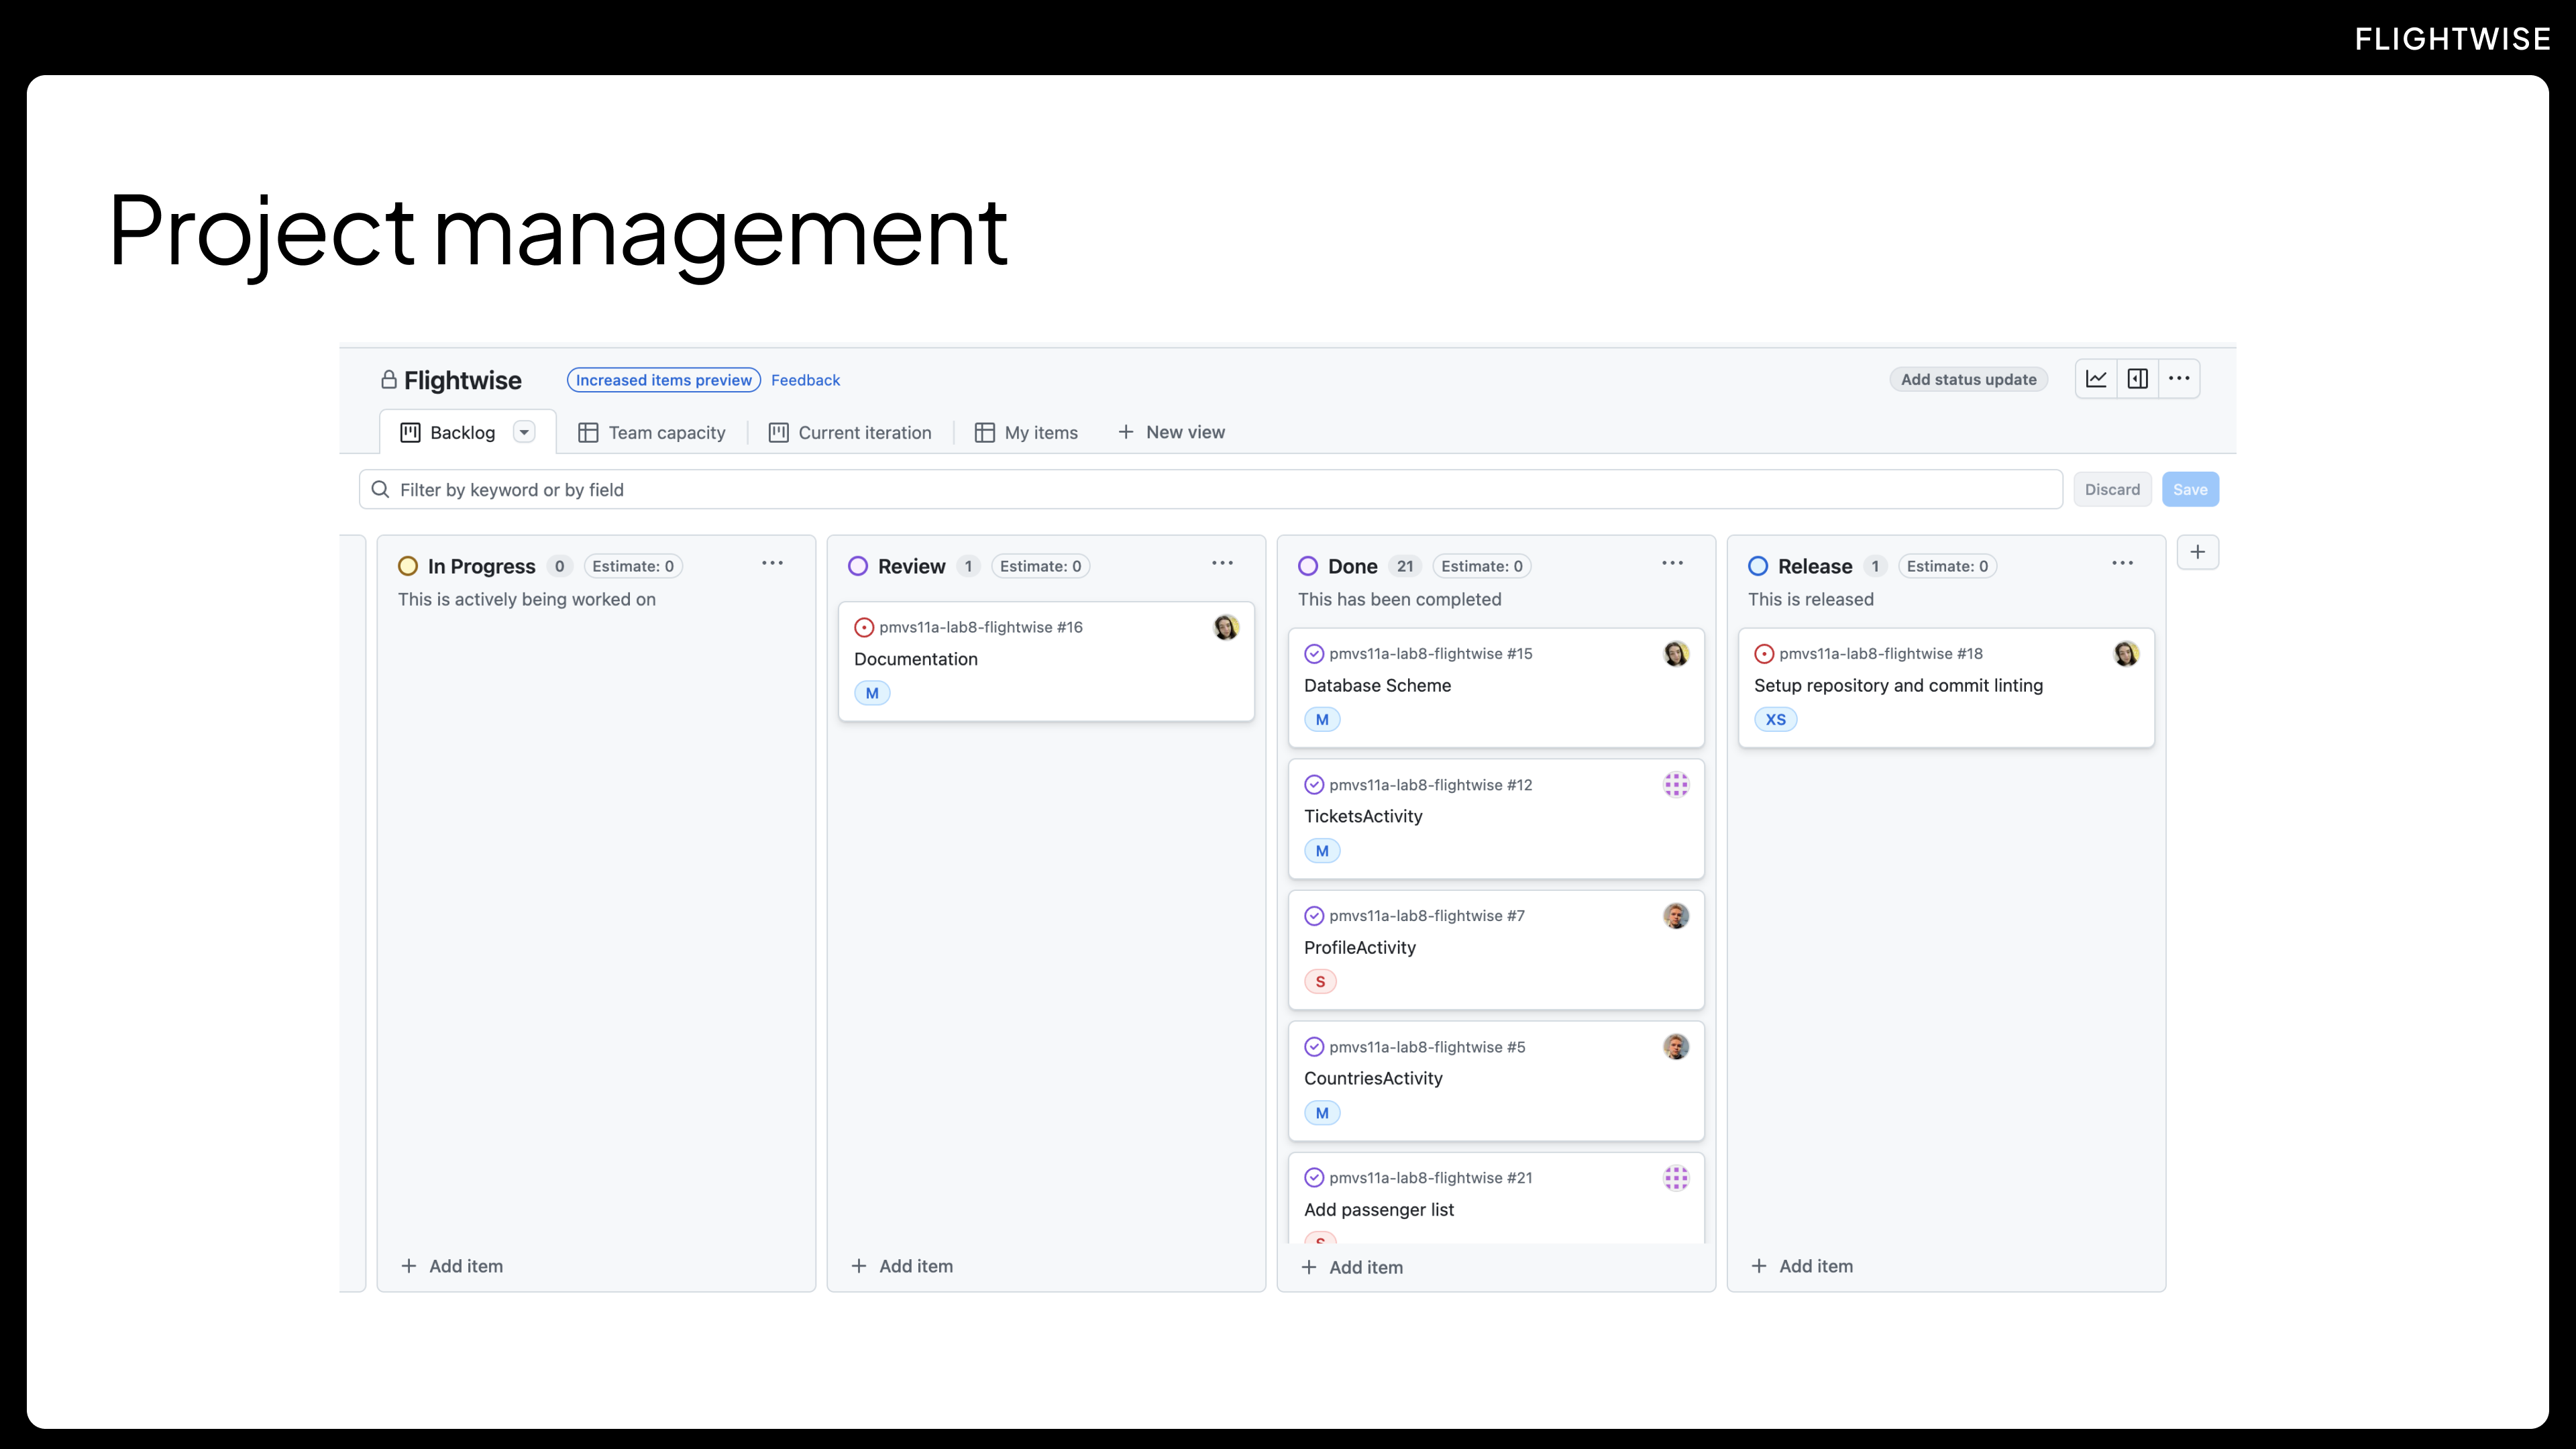 FLIGHTWISE
Project management
Flightwise Increased items preview Feedback Add status update
Backlog Team capacity Current iteration My items + New view
Filter by keyword or by field Discard Save
In Progress 0 Estimate: 0
This is actively being worked on
+ Add item
Review 1 Estimate: 0
pmvs11a-lab8-flightwise #16
Documentation
M
+ Add item
Done 21 Estimate: 0
This has been completed
pmvs11a-lab8-flightwise #15
Database Scheme
M
pmvs11a-lab8-flightwise #12
TicketsActivity
M
pmvs11a-lab8-flightwise #7
ProfileActivity
S
pmvs11a-lab8-flightwise #5
CountriesActivity
M
pmvs11a-lab8-flightwise #21
Add passenger list
S
+ Add item
Release 1 Estimate: 0
This is released
pmvs11a-lab8-flightwise #18
Setup repository and commit linting
XS
+ Add item